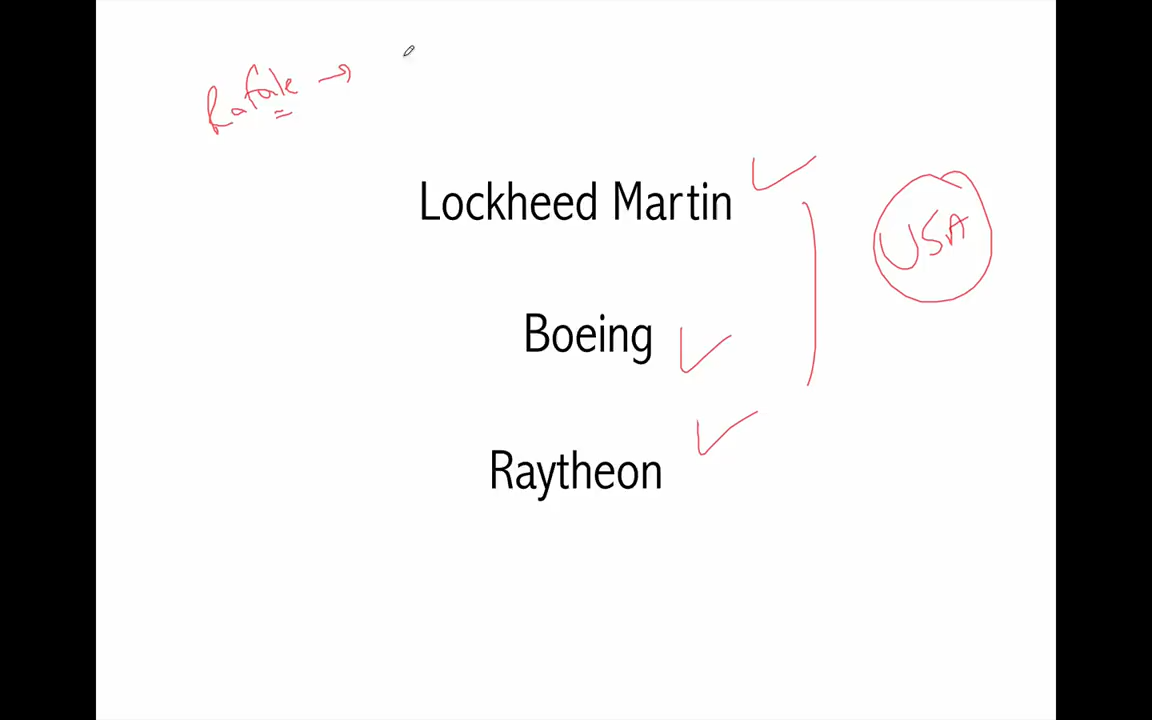 Rafale →
Lockheed Martin
USA
Boeing
Raytheon